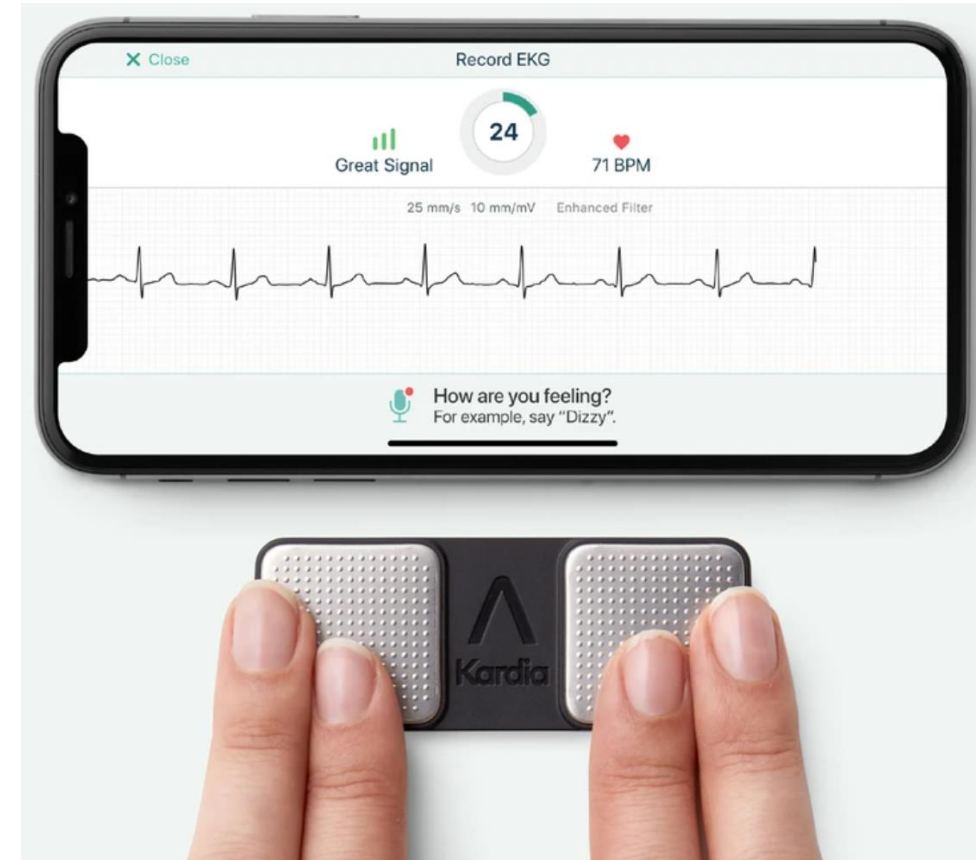 Close
Record EKG
24
Great Signal
71 BPM
25 mm/s 10 mm/mV Enhanced Filter
How are you feeling?
For example, say “Dizzy”.
Kardia